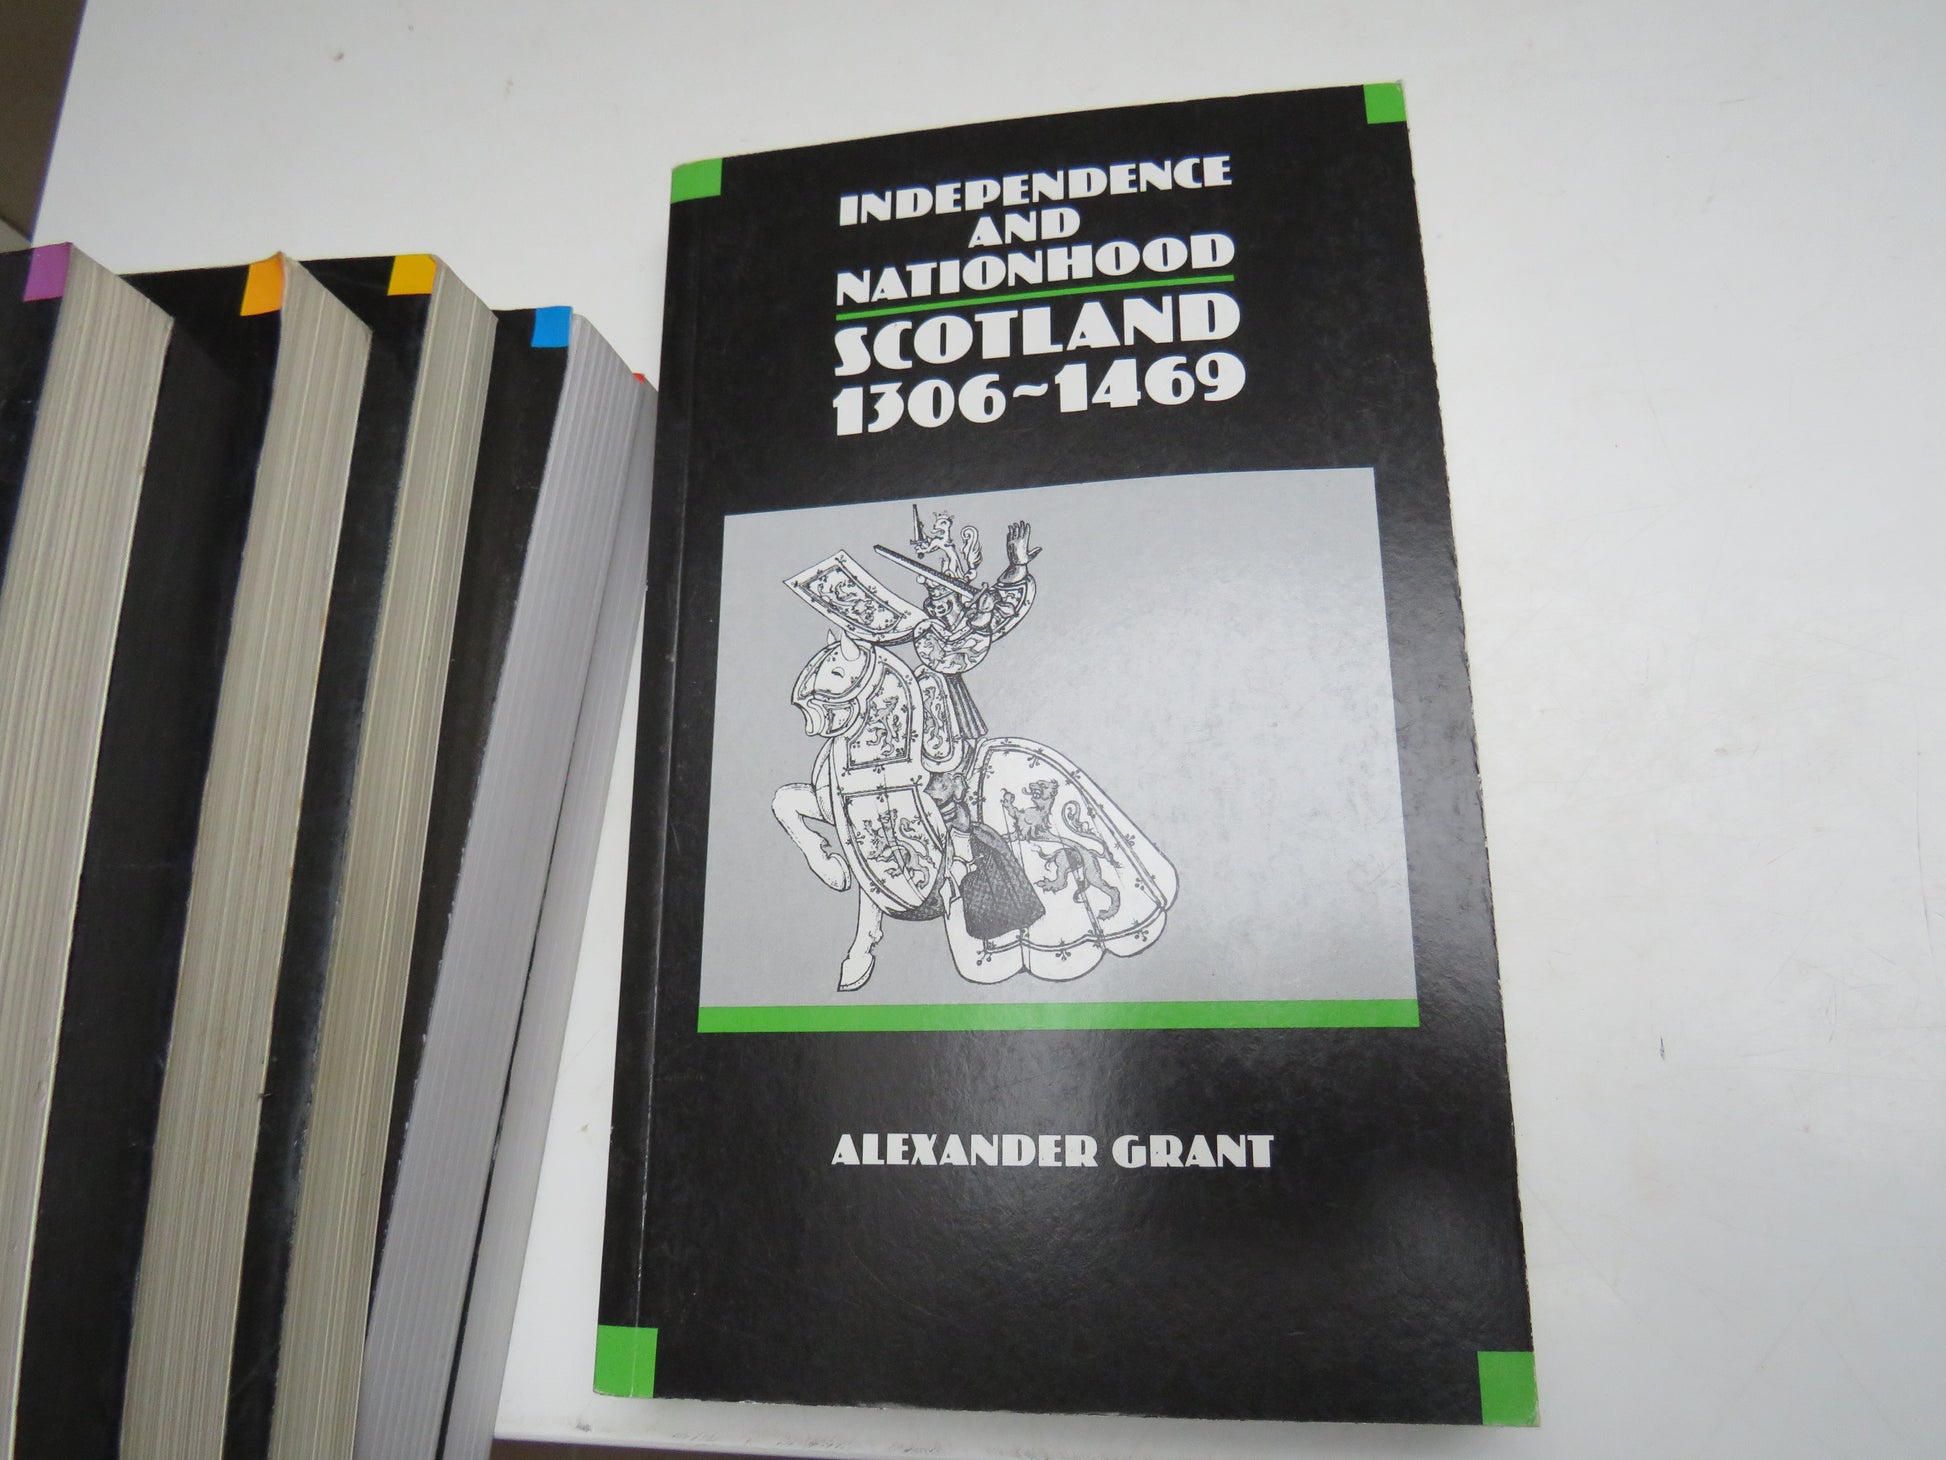 INDEPENDENCE
AND
NATIONHOOD
SCOTLAND
1306~1469
ALEXANDER GRANT